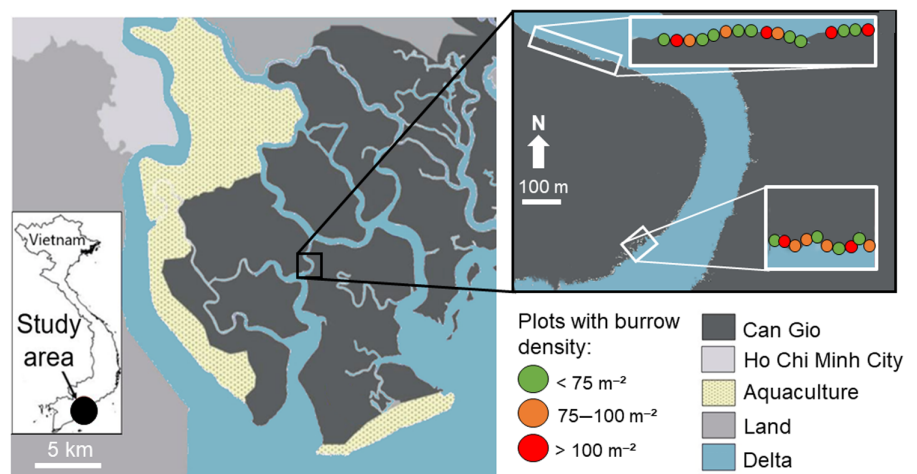 Vietnam
Study
area
5 km
N
100 m
Plots with burrow
density:
< 75 m⁻²
75—100 m⁻²
> 100 m⁻²
Can Gio
Ho Chi Minh City
Aquaculture
Land
Delta